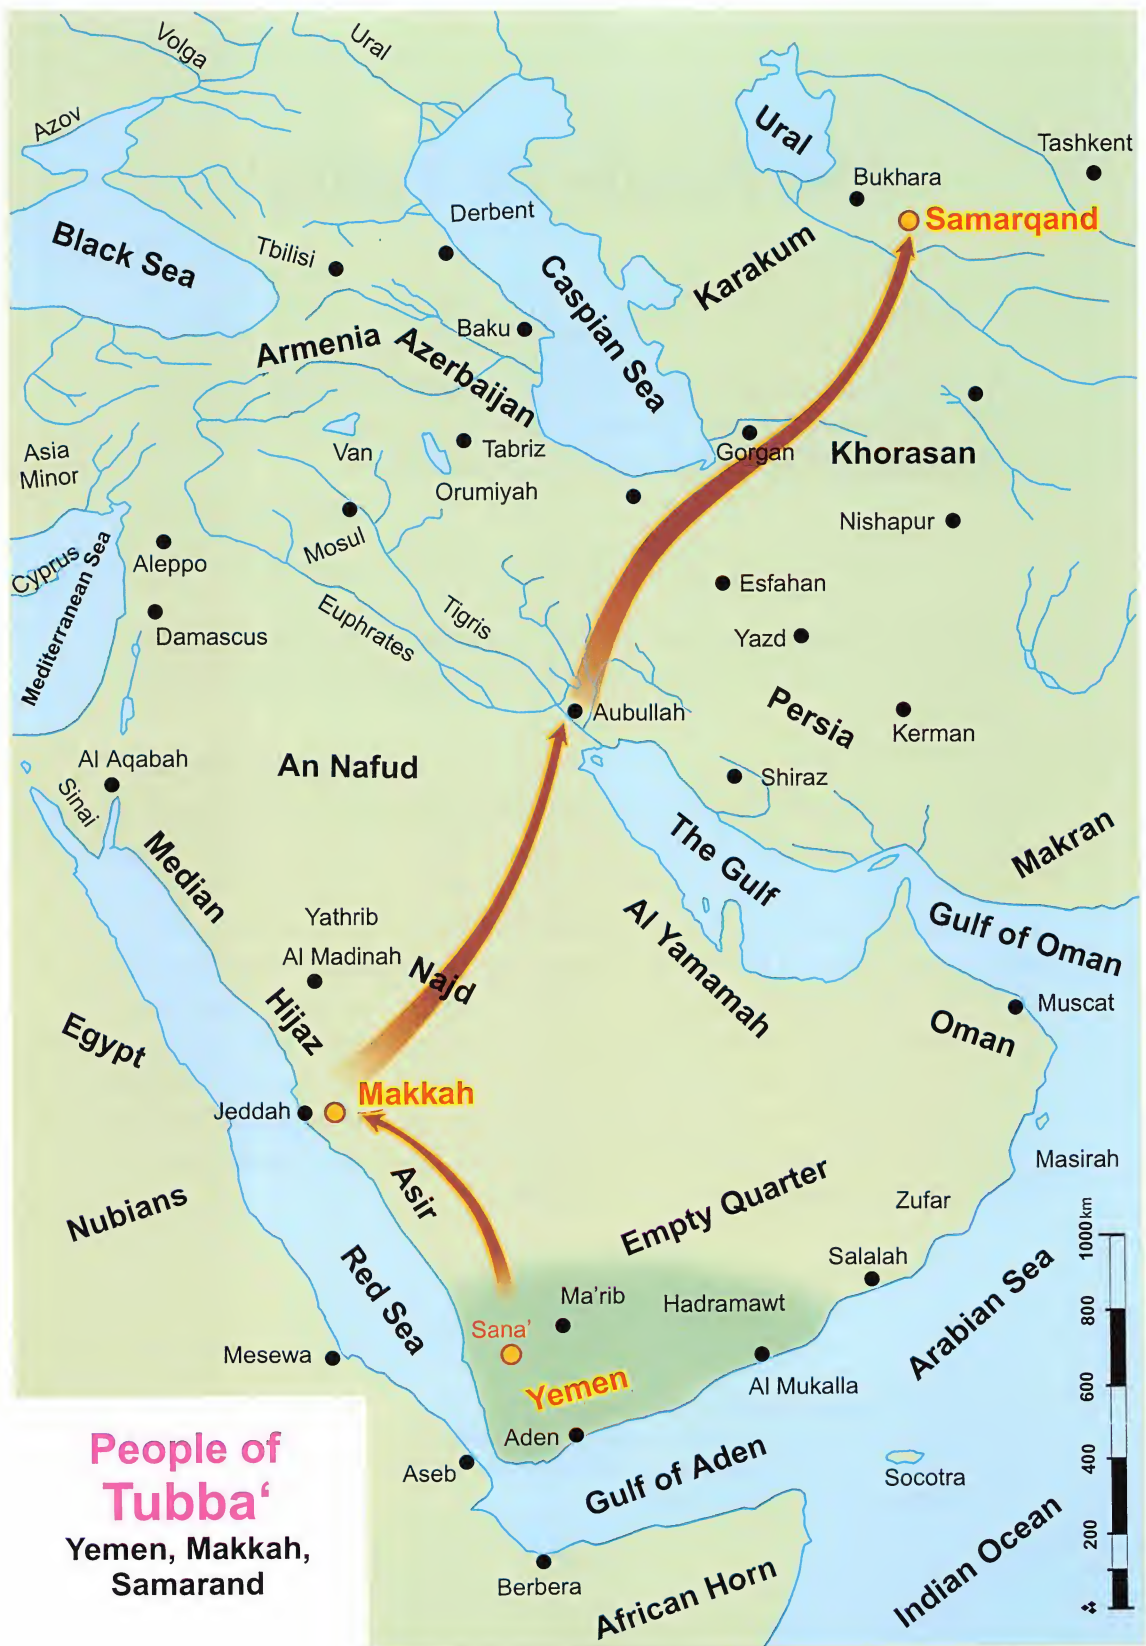 Volga
Ural
Azov
Ural
Tashkent
Bukhara
Samarqand
Derbent
Black Sea
Tbilisi
Karakum
Caspian Sea
Baku
Armenia
Azerbaijan
Asia
Minor
Van
Tabriz
Gorgan
Khorasan
Orumiyah
Nishapur
Mosul
Cyprus
Mediterranean Sea
Aleppo
Esfahan
Damascus
Euphrates
Tigris
Yazd
Aubullah
Persia
Kerman
Al Aqabah
An Nafud
Sinai
Shiraz
Median
The Gulf
Makran
Yathrib
Al Madinah
Najd
Al Yamamah
Gulf of Oman
Hijaz
Egypt
Oman
Muscat
Makkah
Jeddah
Masirah
Asir
Nubians
Empty Quarter
Zufar
Red Sea
Salalah
Arabian Sea
Ma'rib
Hadramawt
Sana'
Mesewa
Yemen
Al Mukalla
Aden
Aseb
Gulf of Aden
Socotra
Berbera
African Horn
Indian Ocean
1000 km
800
600
400
200
People of
Tubba‘
Yemen, Makkah,
Samarand